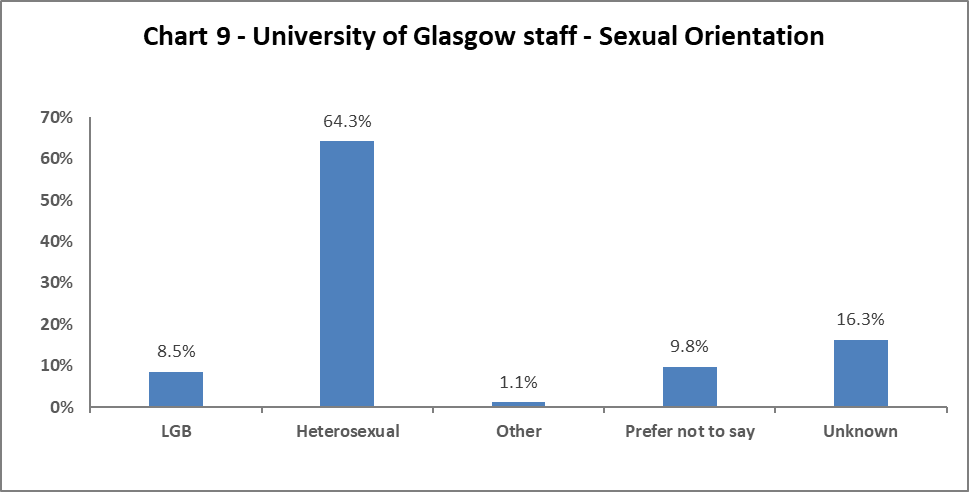 Chart 9 - University of Glasgow staff - Sexual Orientation
70%
60%
50%
40%
30%
20%
10%
0%
8.5%
64.3%
1.1%
9.8%
16.3%
LGB
Heterosexual
Other
Prefer not to say
Unknown